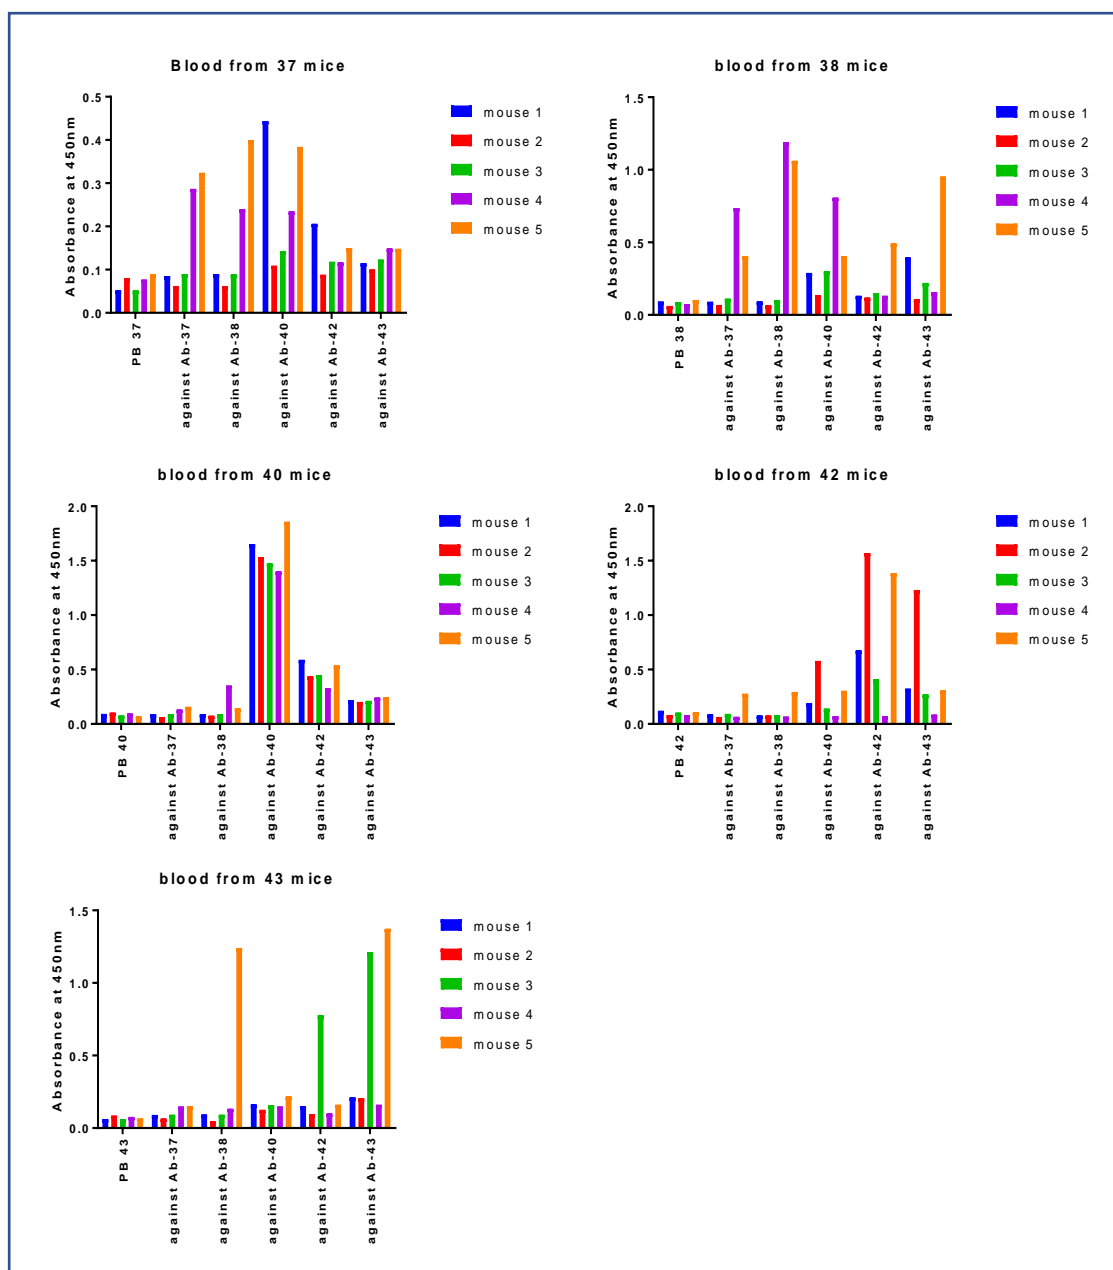 Blood from 37 mice
Absorbance at 450nm
0.5
0.4
0.3
0.2
0.1
0.0
PB 37
against Ab-37
against Ab-38
against Ab-40
against Ab-42
against Ab-43
mouse 1
mouse 2
mouse 3
mouse 4
mouse 5
blood from 38 mice
Absorbance at 450nm
1.5
1.0
0.5
0.0
PB 38
against Ab-37
against Ab-38
against Ab-40
against Ab-42
against Ab-43
mouse 1
mouse 2
mouse 3
mouse 4
mouse 5
blood from 40 mice
Absorbance at 450nm
2.0
1.5
1.0
0.5
0.0
PB 40
against Ab-37
against Ab-38
against Ab-40
against Ab-42
against Ab-43
mouse 1
mouse 2
mouse 3
mouse 4
mouse 5
blood from 42 mice
Absorbance at 450nm
2.0
1.5
1.0
0.5
0.0
PB 42
against Ab-37
against Ab-38
against Ab-40
against Ab-42
against Ab-43
mouse 1
mouse 2
mouse 3
mouse 4
mouse 5
blood from 43 mice
Absorbance at 450nm
1.5
1.0
0.5
0.0
PB 43
against Ab-37
against Ab-38
against Ab-40
against Ab-42
against Ab-43
mouse 1
mouse 2
mouse 3
mouse 4
mouse 5